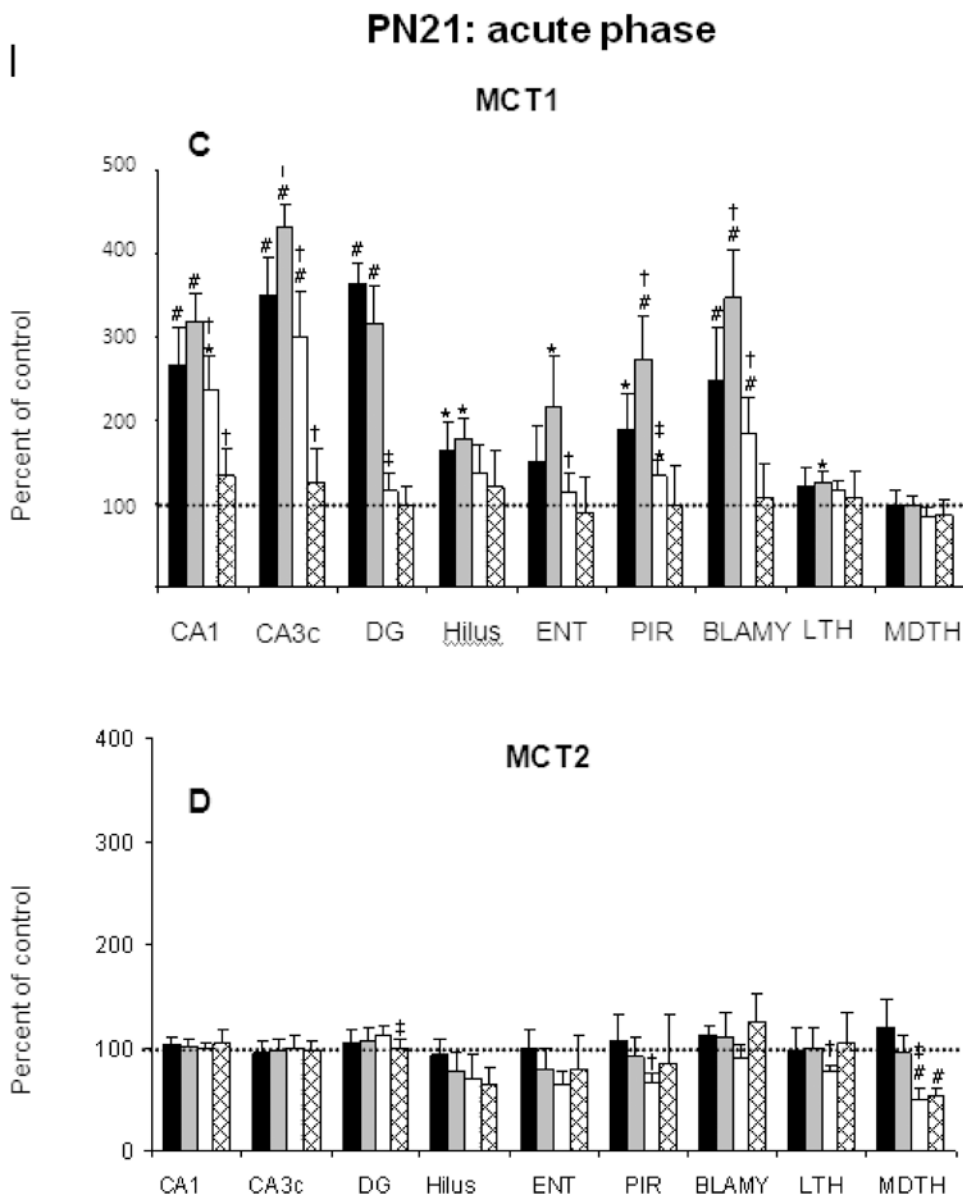 PN21: acute phase
MCT1
C
Percent of control
500
400
300
200
100
# # † *  †
# # † # †
# # ‡
* *
* †
* # † ‡ *
# † # † #
*
CA1 CA3c DG Hilus ENT PIR BLAMY LTH MDTH
MCT2
D
Percent of control
400
300
200
100
0
‡
†
‡
†
‡ # #
CA1 CA3c DG Hilus ENT PIR BLAMY LTH MDTH